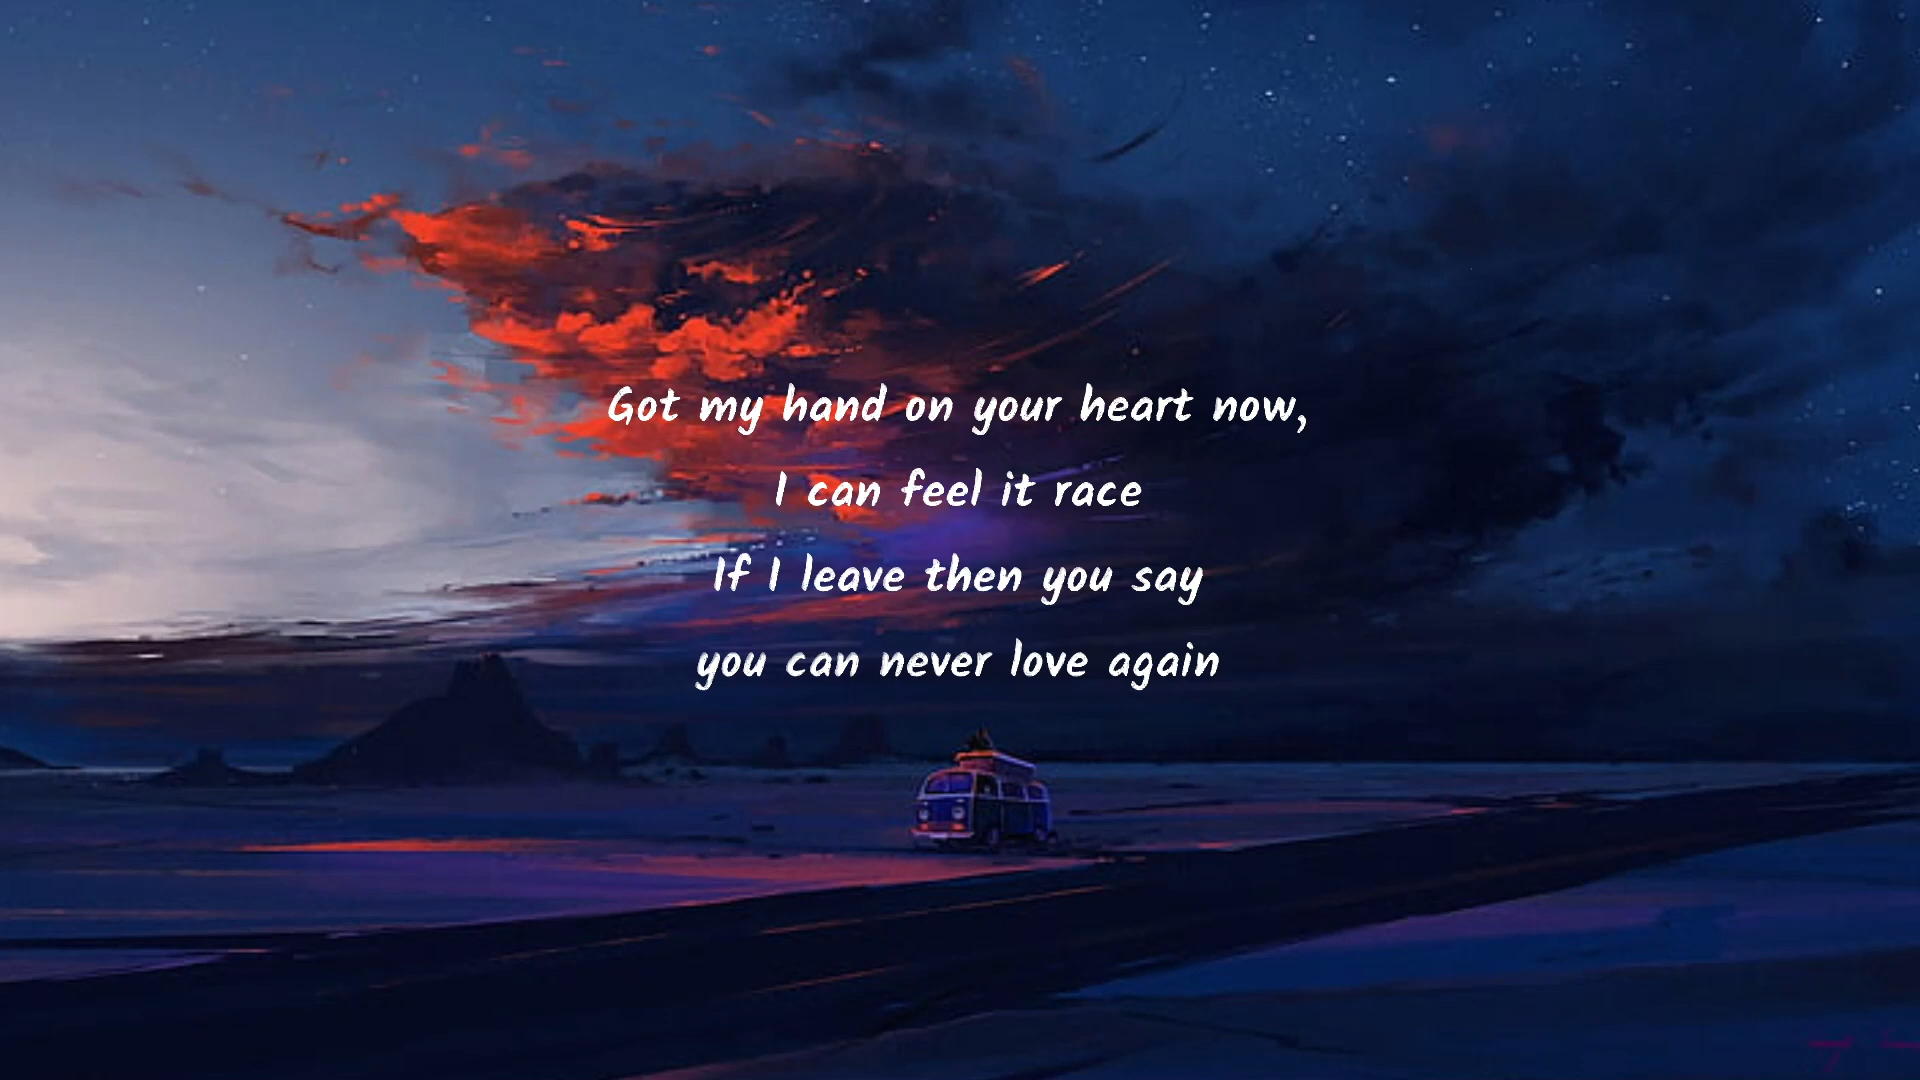 Got my hand on your heart now,
I can feel it race
If I leave then you say
you can never love again